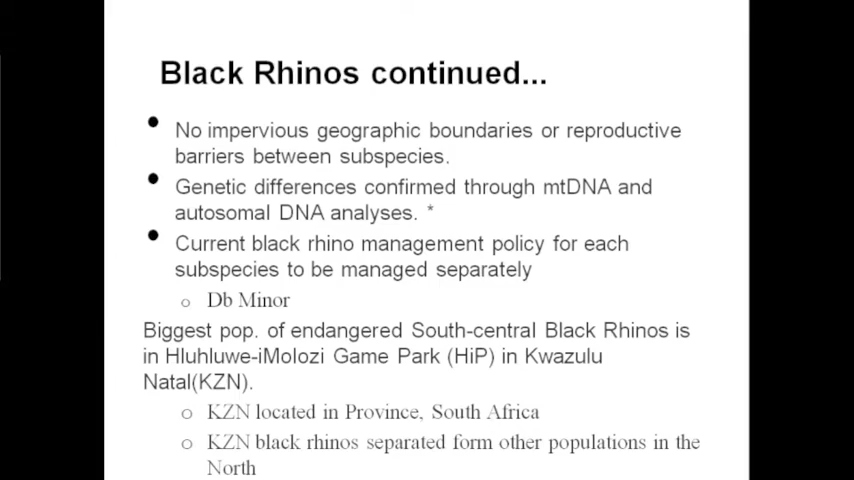 Black Rhinos continued...
• No impervious geographic boundaries or reproductive
barriers between subspecies.
• Genetic differences confirmed through mtDNA and
autosomal DNA analyses. *
• Current black rhino management policy for each
subspecies to be managed separately
o Db Minor
Biggest pop. of endangered South-central Black Rhinos is
in Hluhluwe-iMolozi Game Park (HiP) in Kwazulu
Natal(KZN).
o KZN located in Province, South Africa
o KZN black rhinos separated form other populations in the
North